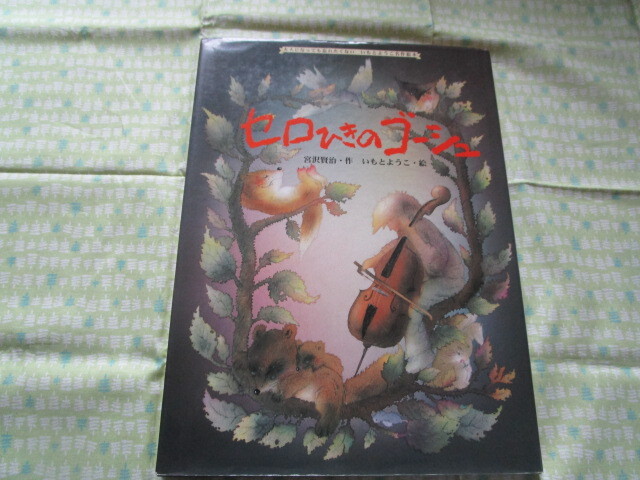 セロひきのゴーシュ
宮沢賢治・作 いもとようこ・絵